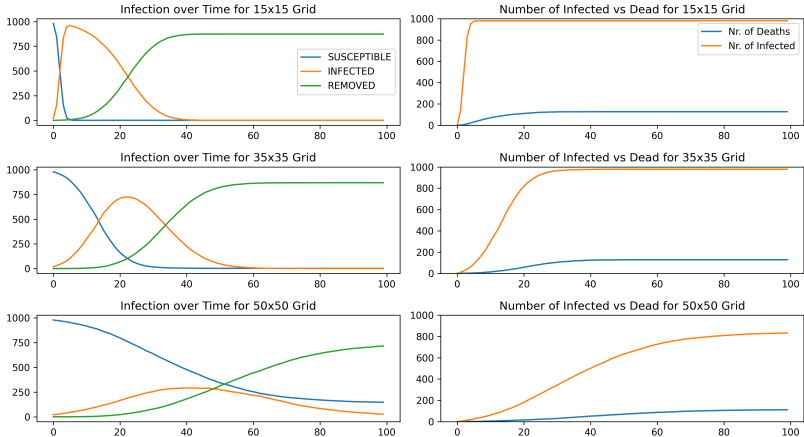 Infection over Time for 15x15 Grid
1000
750
500
250
0
SUSCEPTIBLE
INFECTED
REMOVED
0 20 40 60 80 100
Number of Infected vs Dead for 15x15 Grid
1000
800
600
400
200
0
Nr. of Deaths
Nr. of Infected
0 20 40 60 80 100
Infection over Time for 35x35 Grid
1000
750
500
250
0
0 20 40 60 80 100
Number of Infected vs Dead for 35x35 Grid
1000
800
600
400
200
0
0 20 40 60 80 100
Infection over Time for 50x50 Grid
1000
750
500
250
0
0 20 40 60 80 100
Number of Infected vs Dead for 50x50 Grid
1000
800
600
400
200
0
0 20 40 60 80 100